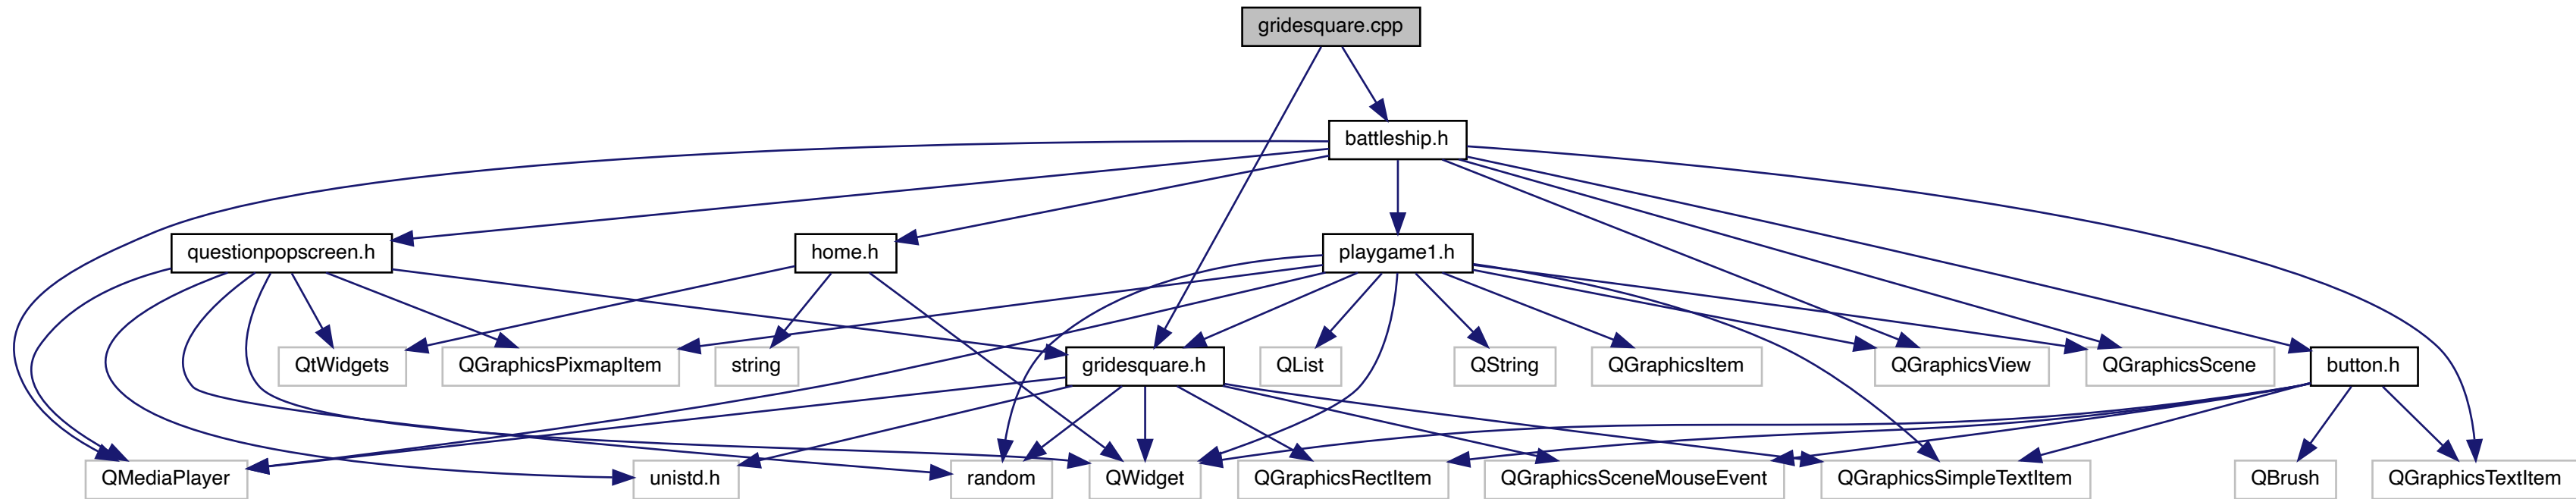 gridesquare.cpp
battleship.h
questionpopscreen.h
home.h
playgame1.h
QtWidgets
QGraphicsPixmapItem
string
gridesquare.h
QList
QString
QGraphicsItem
QGraphicsView
QGraphicsScene
button.h
QMediaPlayer
unistd.h
random
QWidget
QGraphicsRectItem
QGraphicsSceneMouseEvent
QGraphicsSimpleTextItem
QBrush
QGraphicsTextItem